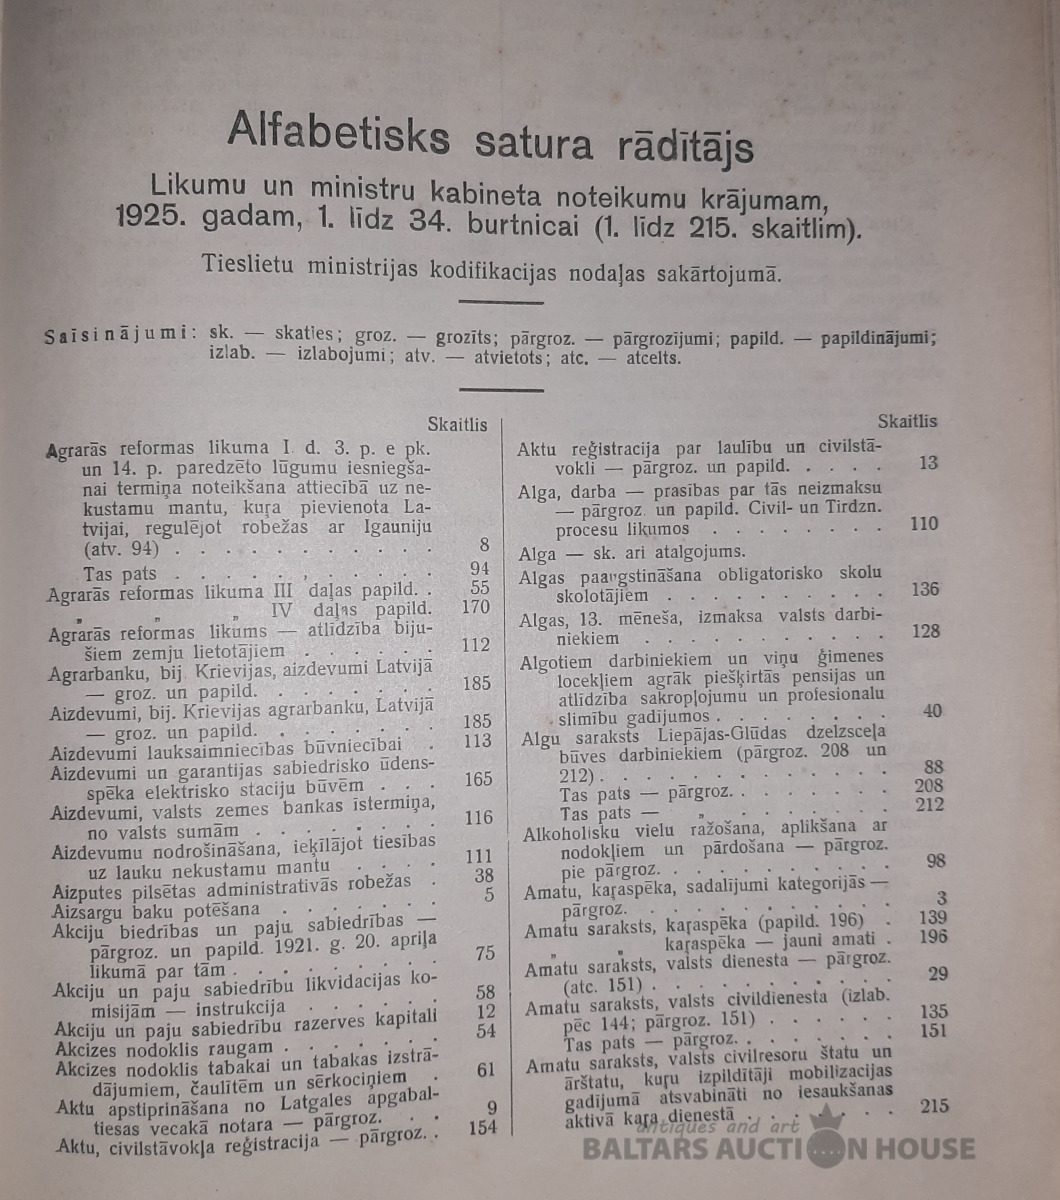 Alfabetisks satura rādītājs
Likumu un ministru kabineta noteikumu krājumam,
1925. gadam, 1. līdz 34. burtnicai (1. līdz 215. skaitlim).
Tieslietu ministrijas kodifikacijas nodaļas sakārtojumā.
Saīsinājumi: sk. — skaties; groz. — grozīts; pārgroz. — pārgrozījumi; papild. — papildinājumi;
izlab. — izlabojumi; atv. — atvietots; atc. — atcelts.
Skaitlis
Agrarās reformas likuma I d. 3. p. e pk.
un 14. p. paredzēto lūgumu iesniegša-
nai termiņa noteikšana attiecībā uz ne-
kustamu mantu, kuŗa pievienota La-
tvijai, regulējot robežas ar Igauniju
(atv. 94) . . . . . . . . . . . 8
Tas pats . . . . . . . . . . 94
Agrarās reformas likuma III daļas papild. . 55
„ „ „ IV daļas papild. 170
Agrarās reformas likums — atlīdzība biju-
šiem zemju lietotājiem . . . . . . 112
Agrarbanku, bij. Krievijas, aizdevumi Latvijā
— groz. un papild. . . . . . . . 185
Aizdevumi, bij. Krievijas agrarbanku, Latvijā
— groz. un papild. . . . . . . . 185
Aizdevumi lauksaimniecības būvniecībai . 113
Aizdevumi un garantijas sabiedrisko ūdens-
spēka elektrisko staciju būvēm . . . 165
Aizdevumi, valsts zemes bankas īstermiņa,
no valsts sumām . . . . . . . . 116
Aizdevumu nodrošināšana, ieķīlājot tiesības
uz lauku nekustamu mantu . . . . 111
Aizputes pilsētas administratīvās robežas . 38
Aizsargu baku potēšana . . . . . . 5
Akciju biedrības un paju sabiedrības —
pārgroz. un papild. 1921. g. 20. apriļa
likumā par tām . . . . . . . . . 75
Akciju un paju sabiedrību likvidacijas ko-
misijām — instrukcija . . . . . . 58
Akciju un paju sabiedrību razerves kapitali 12
Akcizes nodoklis raugam . . . . . . 54
Akcizes nodoklis tabakai un tabakas izstrā-
dājumiem, čaulītēm un sērkociņiem . 61
Aktu apstiprināšana no Latgales apgabal-
tiesas vecakā notara — pārgroz. . . 9
Aktu, civilstāvokļa reģistracija — pārgroz. . 154
Skaitlis
Aktu reģistracija par laulību un civilstā-
vokli — pārgroz. un papild. . . . . 13
Alga, darba — prasības par tās neizmaksu
— pārgroz. un papild. Civil- un Tirdzn.
procesu likumos . . . . . . . . 110
Alga — sk. ari atalgojums.
Algas paaugstināšana obligatorisko skolu
skolotājiem . . . . . . . . . . 136
Algas, 13. mēneša, izmaksa valsts darbi-
niekiem . . . . . . . . . . . 128
Algotiem darbiniekiem un viņu ģimenes
locekļiem agrāk piešķirtās pensijas un
atlīdzība sakropļojumu un profesionalu
slimību gadījumos . . . . . . . . 40
Algu saraksts Liepājas-Glūdas dzelzsceļa
būves darbiniekiem (pārgroz. 208 un
212) . . . . . . . . . . . . . 88
Tas pats — pārgroz. . . . . . . . 208
Tas pats — „ . . . . . . . . 212
Alkoholisku vielu ražošana, aplikšana ar
nodokļiem un pārdošana — pārgroz.
pie pārgroz. . . . . . . . . . . 98
Amatu, kaŗaspēka, sadalījumi kategorijās —
pārgroz. . . . . . . . . . . . 3
Amatu saraksts, kaŗaspēka (papild. 196) . 139
„ „ kaŗaspēka — jauni amati . 196
Amatu saraksts, valsts dienesta — pārgroz.
(atc. 151) . . . . . . . . . . . 29
Amatu saraksts, valsts civildienesta (izlab.
pēc 144; pārgroz. 151) . . . . . . 135
Tas pats — pārgroz. . . . . . . . 151
Amatu saraksts, valsts civilresoru štatu un
ārštatu, kuŗu izpildītāji mobilizacijas
gadījumā atsvabināti no iesaukšanas
aktivā kaŗa dienestā . . . . . . . 215
antiques and art
BALTARS AUCTION HOUSE